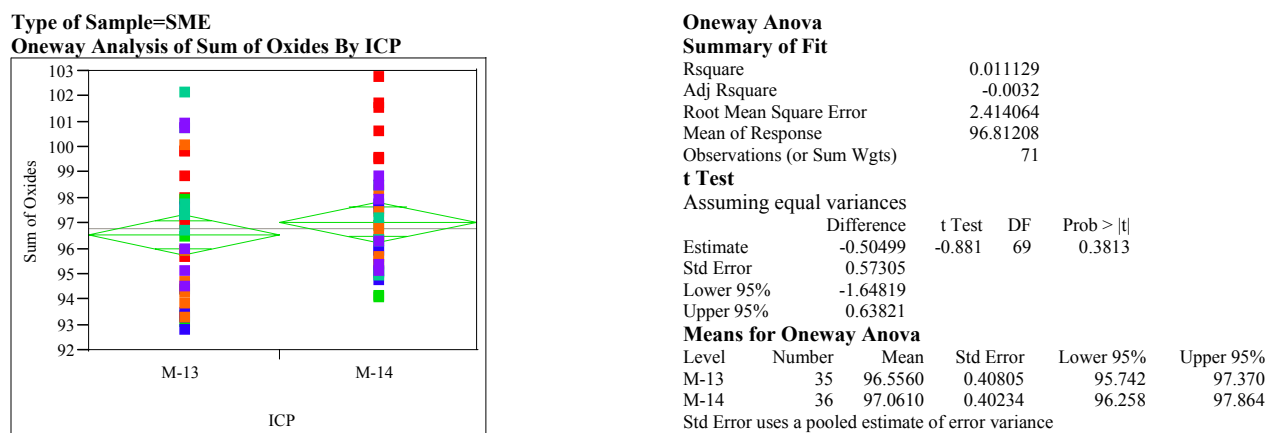 Type of Sample=SME
Oneway Analysis of Sum of Oxides By ICP
103
102
101
100
99
98
97
96
95
94
93
92
Sum of Oxides
M-13 M-14
ICP
Oneway Anova
Summary of Fit
Rsquare 0.011129
Adj Rsquare -0.0032
Root Mean Square Error 2.414064
Mean of Response 96.81208
Observations (or Sum Wgts) 71
t Test
Assuming equal variances
Difference t Test DF Prob > |t|
Estimate -0.50499 -0.881 69 0.3813
Std Error 0.57305
Lower 95% -1.64819
Upper 95% 0.63821
Means for Oneway Anova
Level Number Mean Std Error Lower 95% Upper 95%
M-13 35 96.5560 0.40805 95.742 97.370
M-14 36 97.0610 0.40234 96.258 97.864
Std Error uses a pooled estimate of error variance